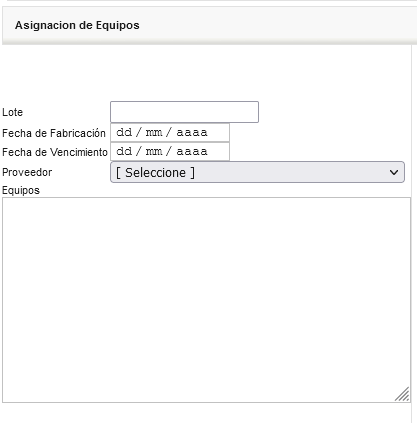 Asignacion de Equipos
Lote
Fecha de Fabricación dd / mm / aaaa
Fecha de Vencimiento dd / mm / aaaa
Proveedor [ Seleccione ]
Equipos